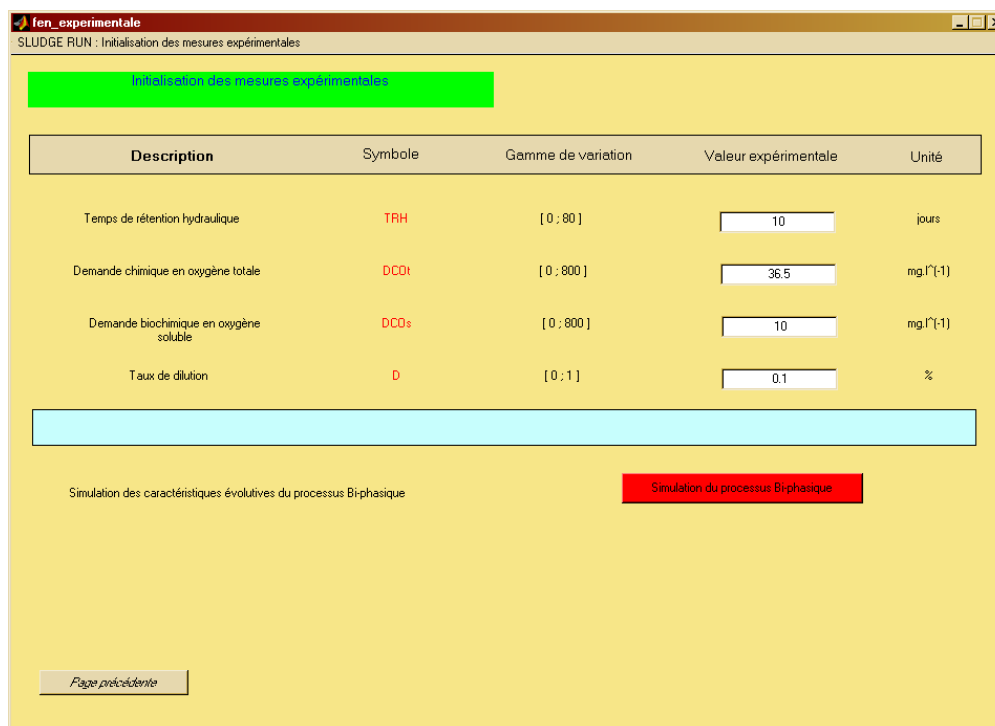 fen_experimentale
SLUDGE RUN : Initialisation des mesures expérimentales
Initialisation des mesures expérimentales
Description Symbole Gamme de variation Valeur expérimentale Unité
Temps de rétention hydraulique TRH [ 0 ; 80 ] 10 jours
Demande chimique en oxygène totale DCOt [ 0 ; 800 ] 36.5 mg.l^(-1)
Demande biochimique en oxygène soluble DCOs [ 0 ; 800 ] 10 mg.l^(-1)
Taux de dilution D [ 0 ; 1 ] 0.1 %
Simulation des caractéristiques évolutives du processus Bi-phasique Simulation du processus Bi-phasique
Page précédente